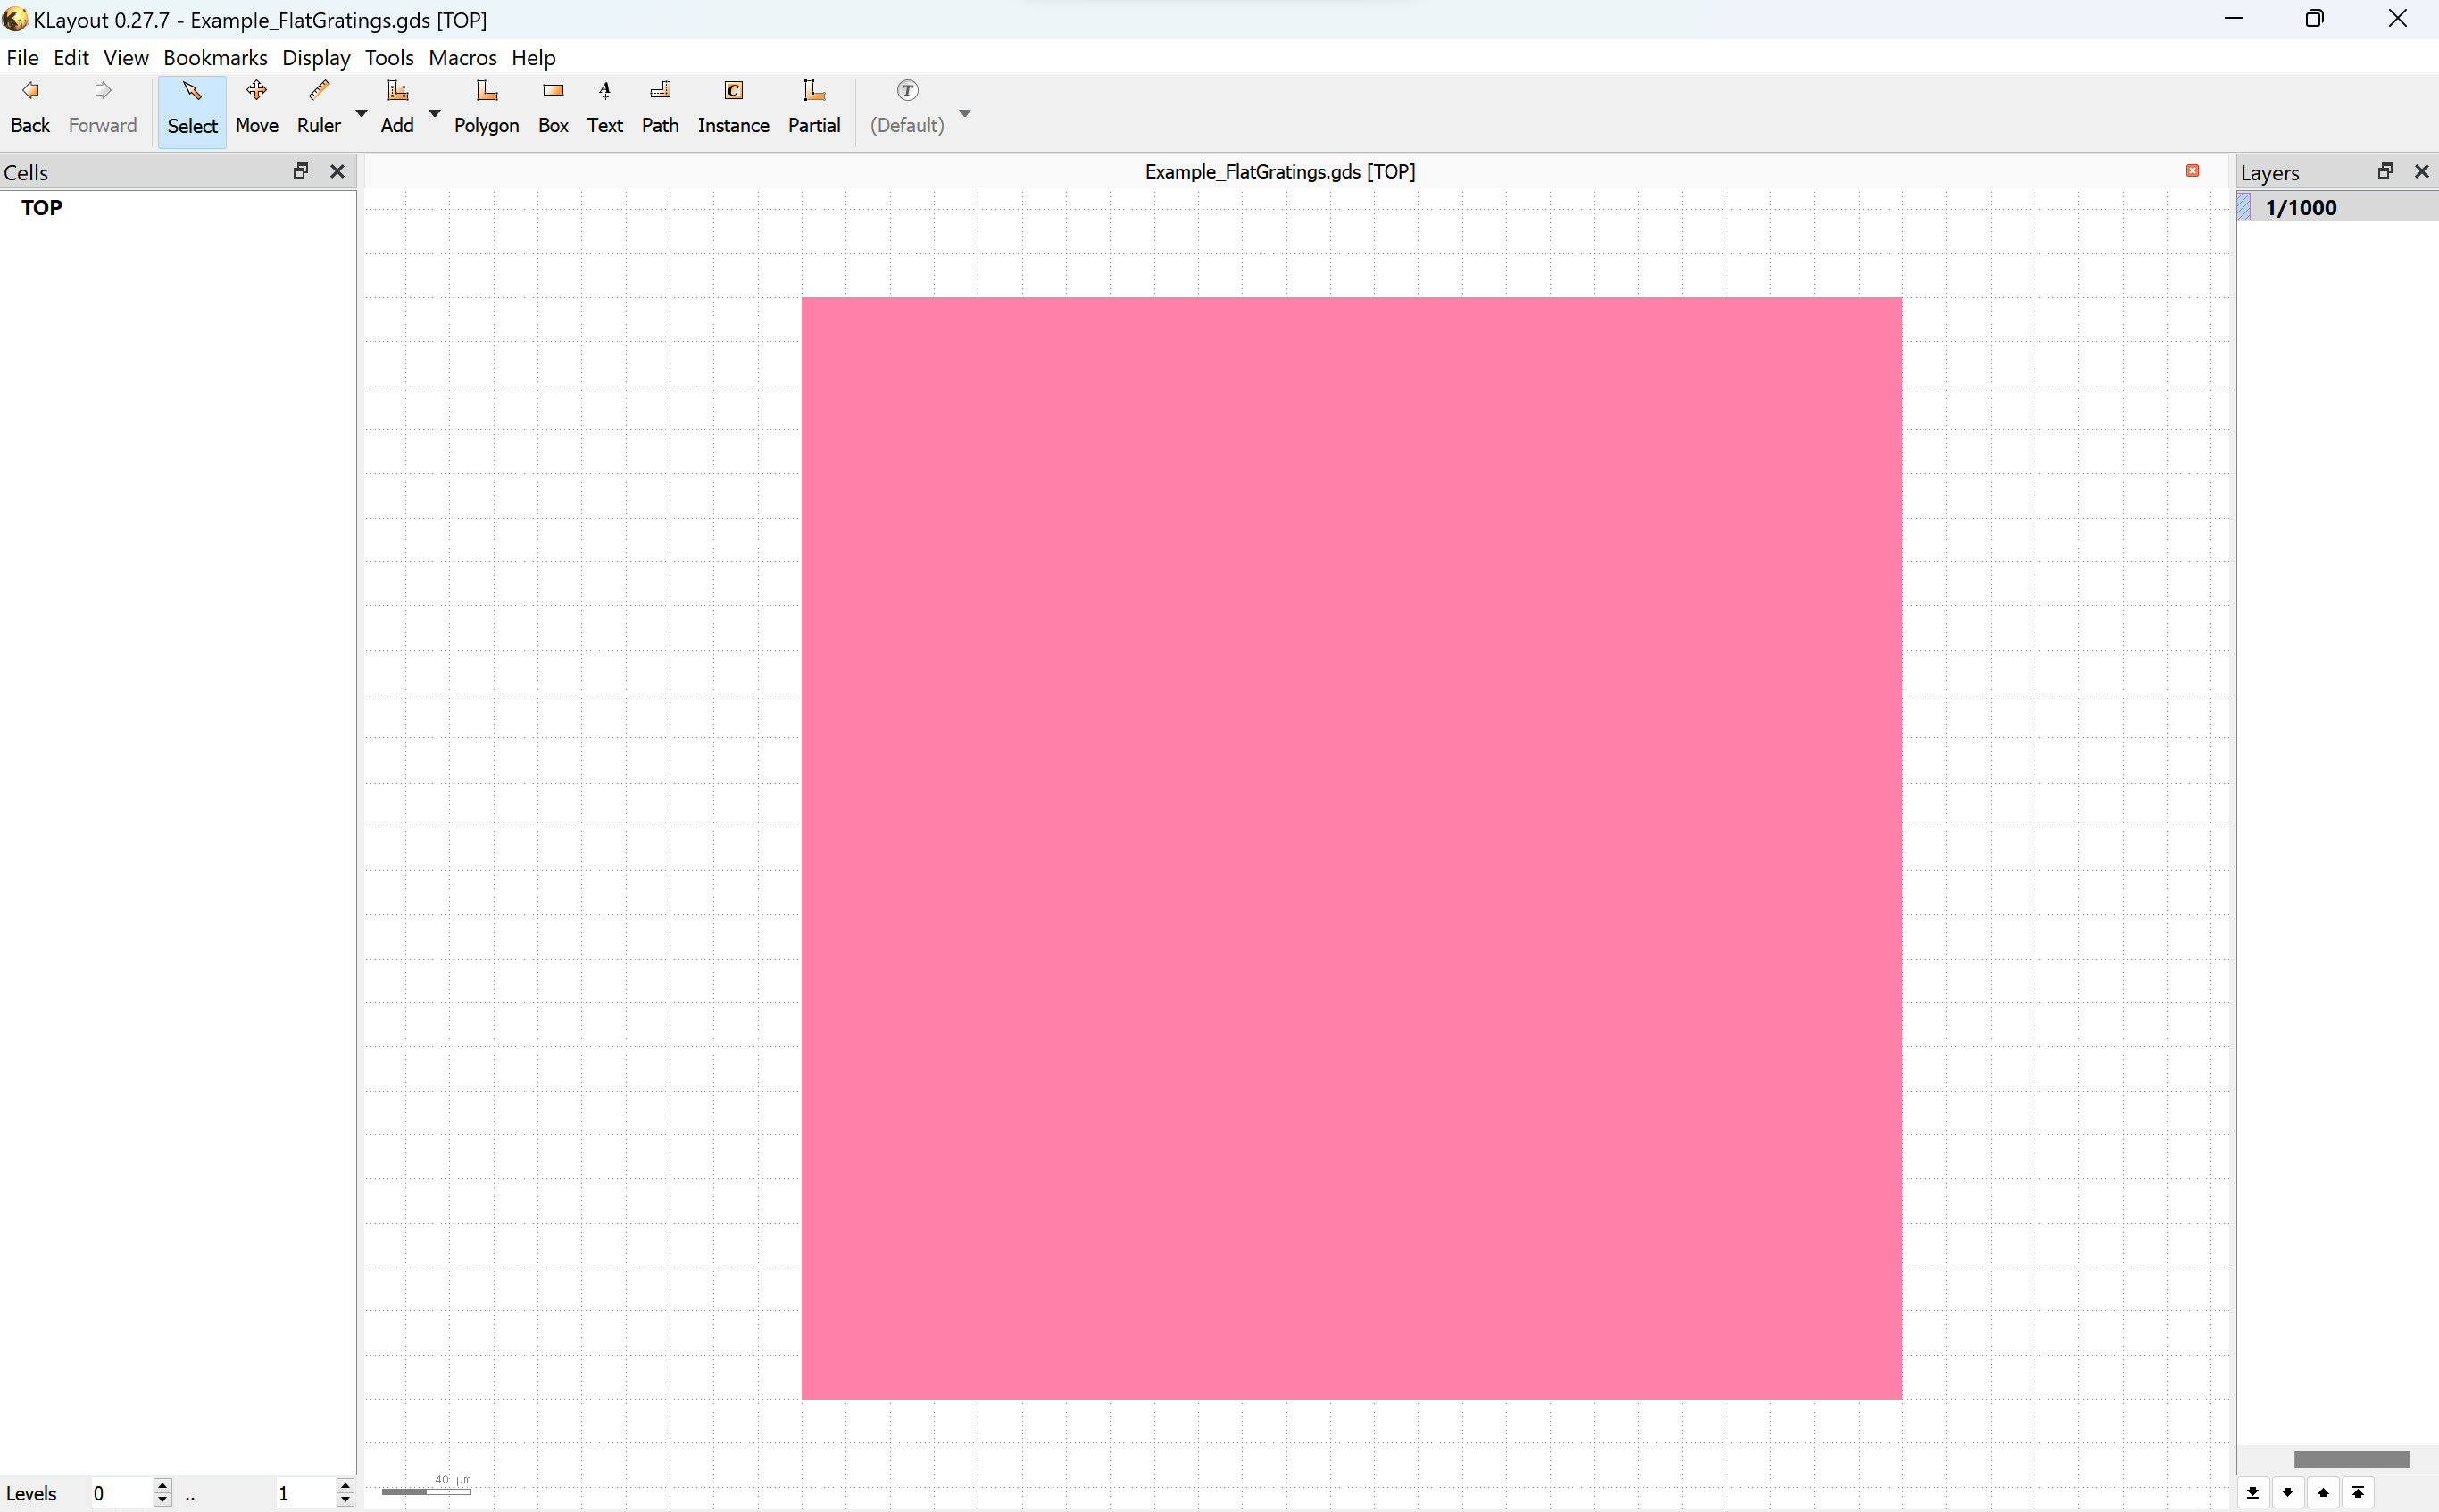 KLayout 0.27.7 - Example_FlatGratings.gds [TOP]
File Edit View Bookmarks Display Tools Macros Help
Back Forward Select Move Ruler Add Polygon Box Text Path Instance Partial (Default)
Cells
Example_FlatGratings.gds [TOP]
Layers
TOP
1/1000
40 µm
Levels 0 .. 1